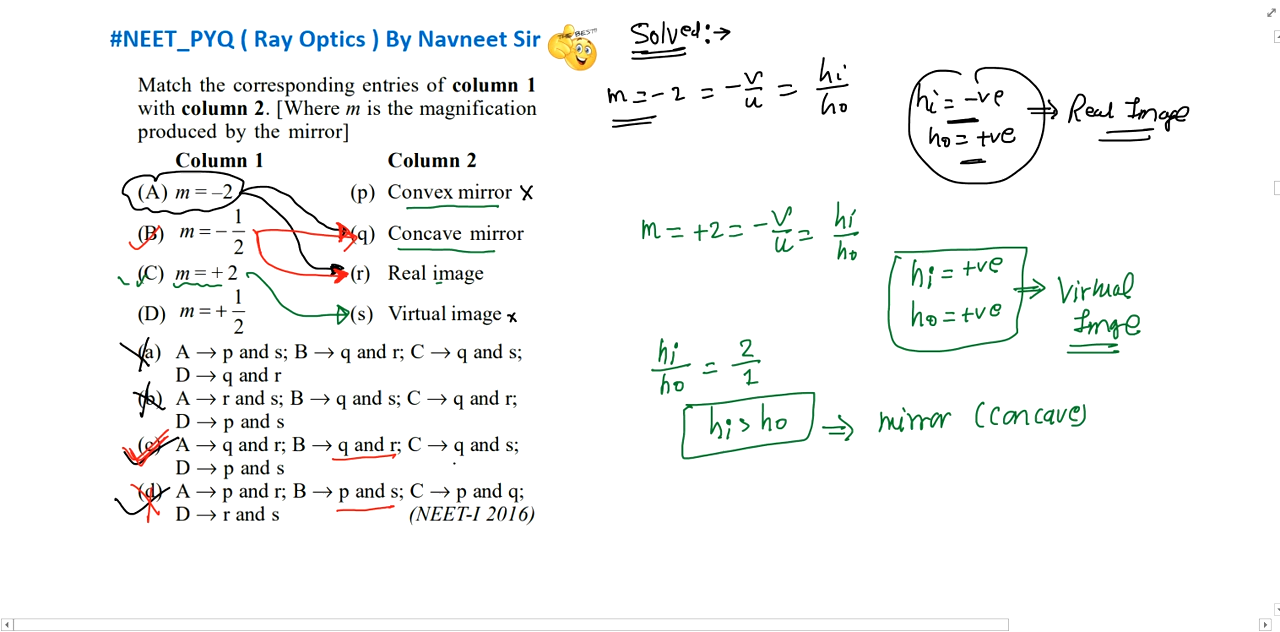 #NEET_PYQ ( Ray Optics ) By Navneet Sir
THE BEST!!
Match the corresponding entries of column 1
with column 2. [Where m is the magnification
produced by the mirror]
Column 1 Column 2
(A) m = –2 (p) Convex mirror x
(B) m = – 1/2 (q) Concave mirror
(C) m = + 2 (r) Real image
(D) m = + 1/2 (s) Virtual image x
(a) A → p and s; B → q and r; C → q and s;
D → q and r
(b) A → r and s; B → q and s; C → q and r;
D → p and s
(c) A → q and r; B → q and r; C → q and s;
D → p and s
(d) A → p and r; B → p and s; C → p and q;
D → r and s (NEET-I 2016)
Solved:→
m = -2 = -v/u = hi/ho
hi = -ve
ho = +ve
⇒ Real Image
m = +2 = -v/u = hi/ho
hi = +ve
ho = +ve
⇒ Virtual
Imge
hi/ho = 2/1
hi > ho ⇒ mirror (concave)